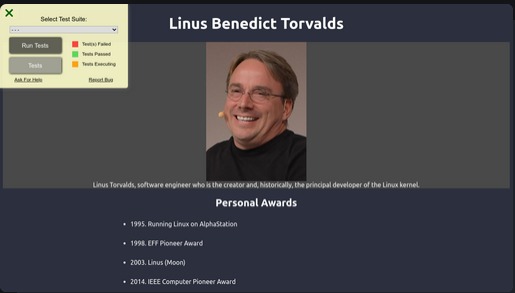 Select Test Suite:
- - -
Run Tests
Test(s) Failed
Tests Passed
Tests Executing
Tests
Ask For Help
Report Bug
Linus Benedict Torvalds
Linus Torvalds, software engineer who is the creator and, historically, the principal developer of the Linux kernel.
Personal Awards
1995. Running Linux on AlphaStation
1998. EFF Pioneer Award
2003. Linus (Moon)
2014. IEEE Computer Pioneer Award